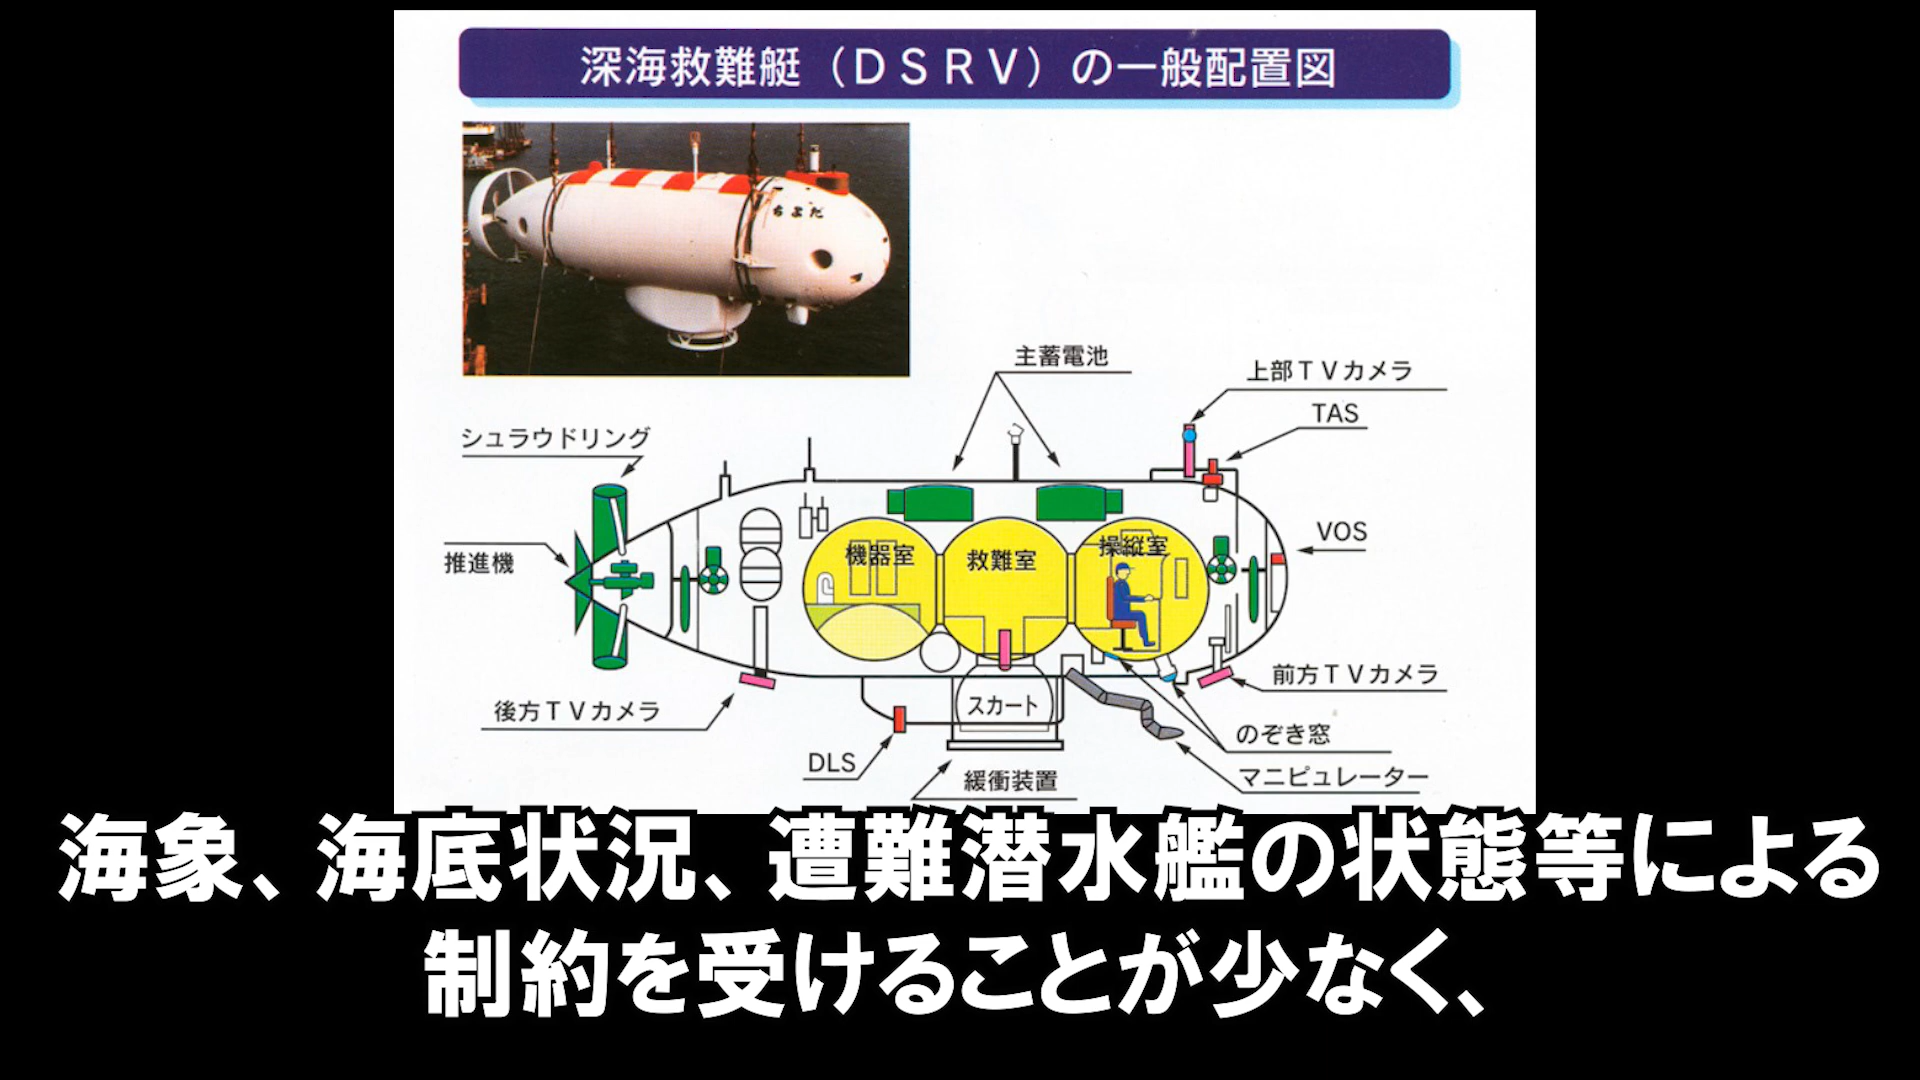 深海救難艇（ＤＳＲＶ）の一般配置図
ちよだ
主蓄電池
上部ＴＶカメラ
TAS
シュラウドリング
VOS
推進機
機器室
救難室
操縦室
前方ＴＶカメラ
後方ＴＶカメラ
スカート
のぞき窓
DLS
緩衝装置
マニピュレーター
海象、海底状況、遭難潜水艦の状態等による
制約を受けることが少なく、